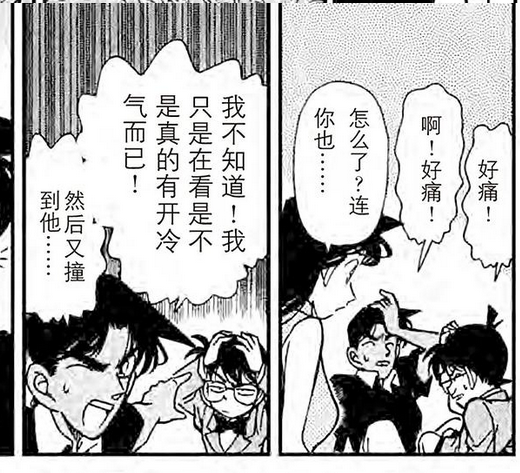 好痛！
啊！好痛！
怎么了？连
你也……
我不知道！我
只是在看是不
是真的有开冷
气而已！
然后又撞
到他……